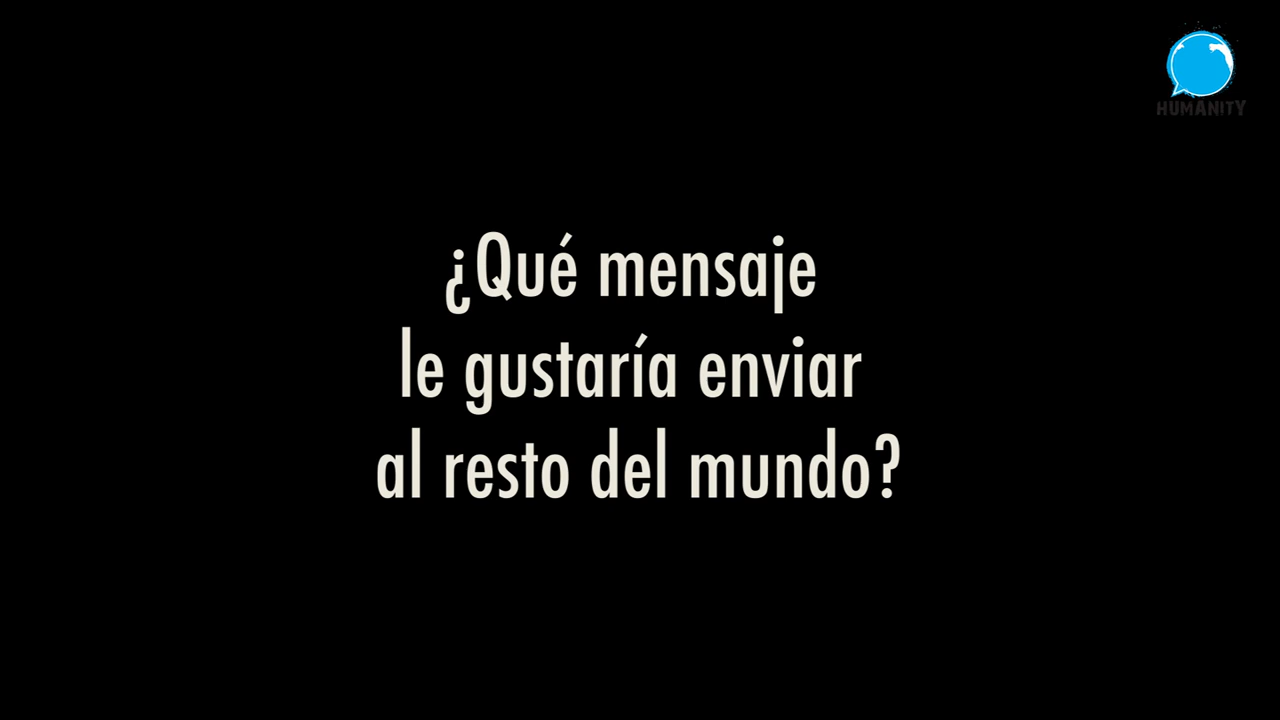 HUMANITY
¿Qué mensaje
le gustaría enviar
al resto del mundo?